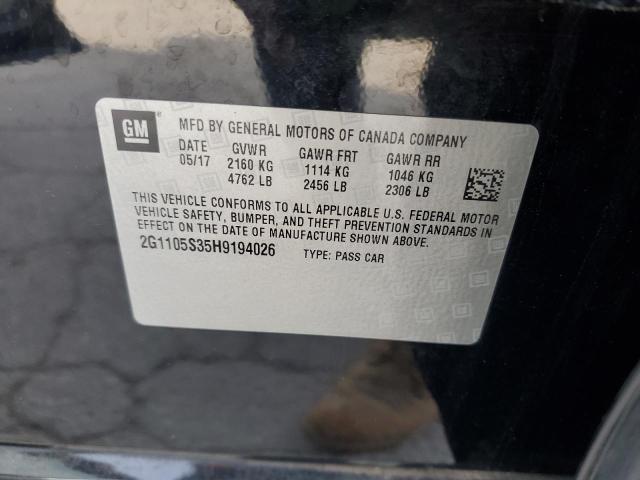 GM
MFD BY GENERAL MOTORS OF CANADA COMPANY
DATE GVWR GAWR FRT GAWR RR
05/17 2160 KG 1114 KG 1046 KG
4762 LB 2456 LB 2306 LB
THIS VEHICLE CONFORMS TO ALL APPLICABLE U.S. FEDERAL MOTOR
VEHICLE SAFETY, BUMPER, AND THEFT PREVENTION STANDARDS IN
EFFECT ON THE DATE OF MANUFACTURE SHOWN ABOVE.
2G1105S35H9194026 TYPE: PASS CAR